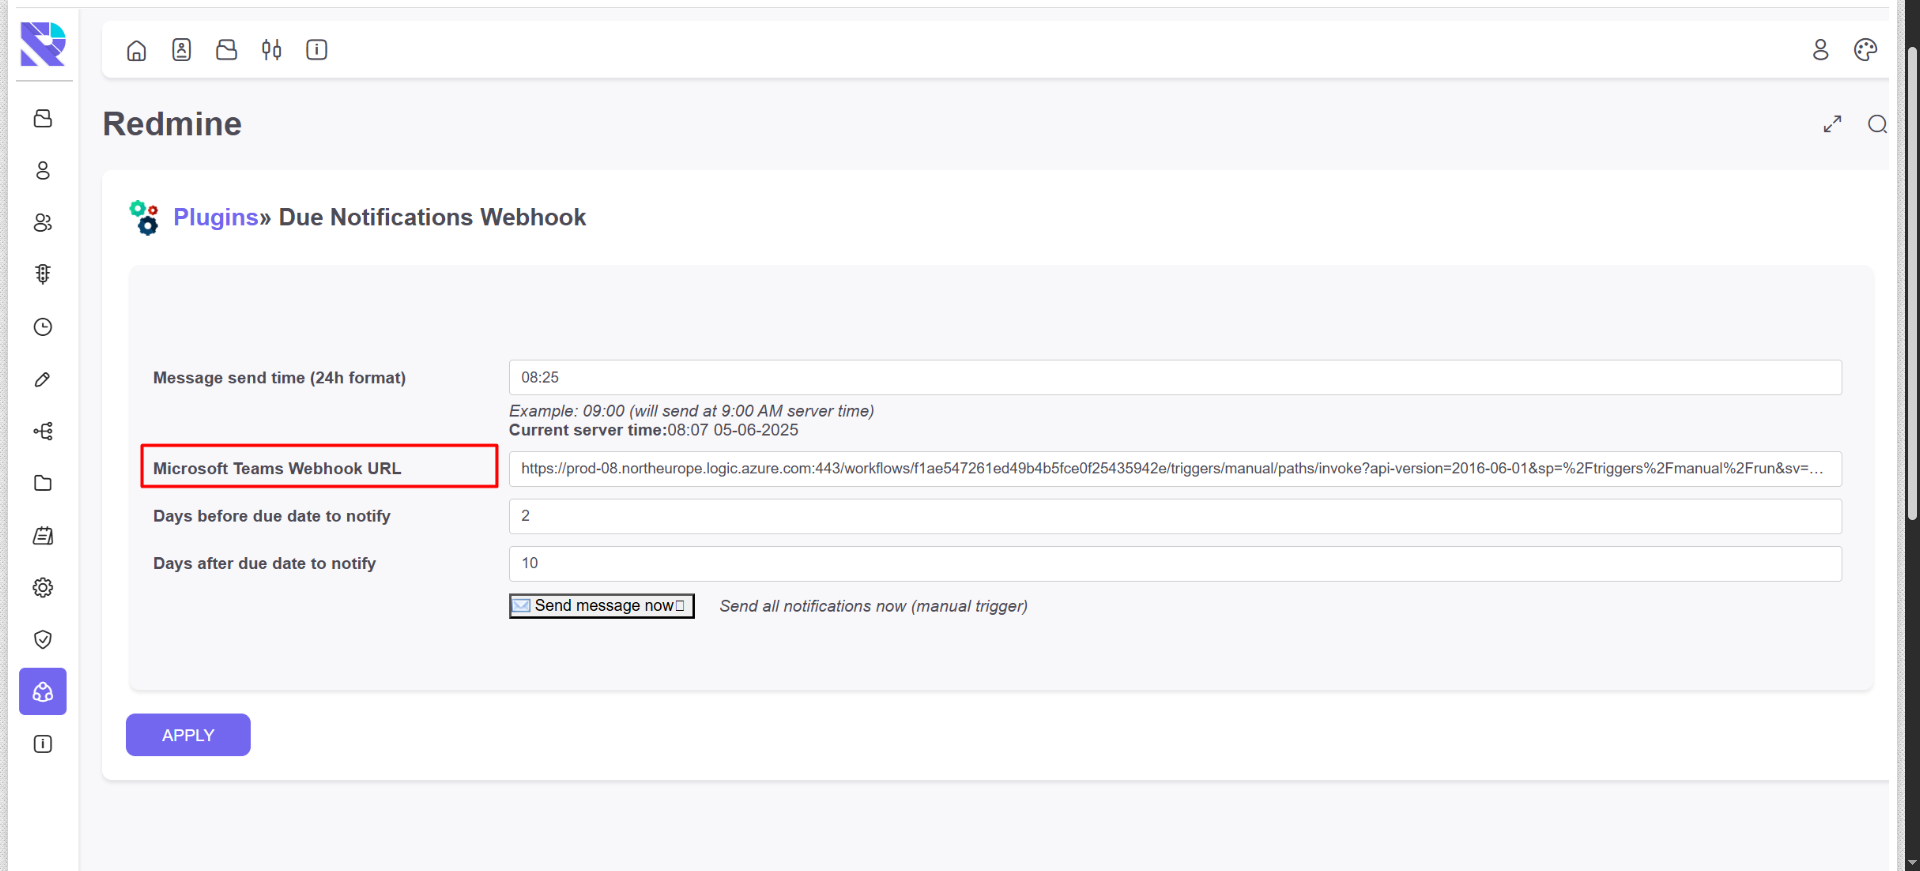 Redmine
Plugins» Due Notifications Webhook
Message send time (24h format)
08:25
Example: 09:00 (will send at 9:00 AM server time)
Current server time:08:07 05-06-2025
Microsoft Teams Webhook URL
https://prod-08.northeurope.logic.azure.com:443/workflows/f1ae547261ed49b4b5fce0f25435942e/triggers/manual/paths/invoke?api-version=2016-06-01&sp=%2Ftriggers%2Fmanual%2Frun&sv=...
Days before due date to notify
2
Days after due date to notify
10
Send message now
Send all notifications now (manual trigger)
APPLY